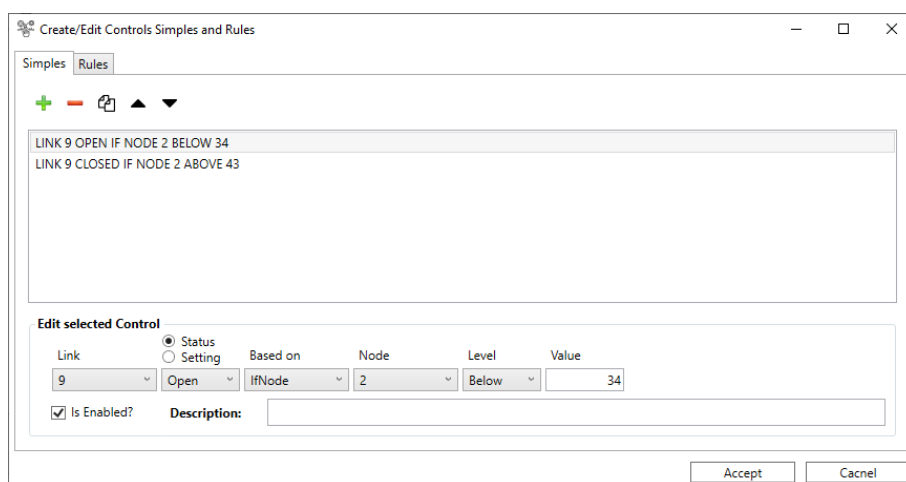 Create/Edit Controls Simples and Rules
Simples Rules
LINK 9 OPEN IF NODE 2 BELOW 34
LINK 9 CLOSED IF NODE 2 ABOVE 43
Edit selected Control
Status
Link Setting Based on Node Level Value
9 Open IfNode 2 Below 34
Is Enabled? Description:
Accept Cacnel